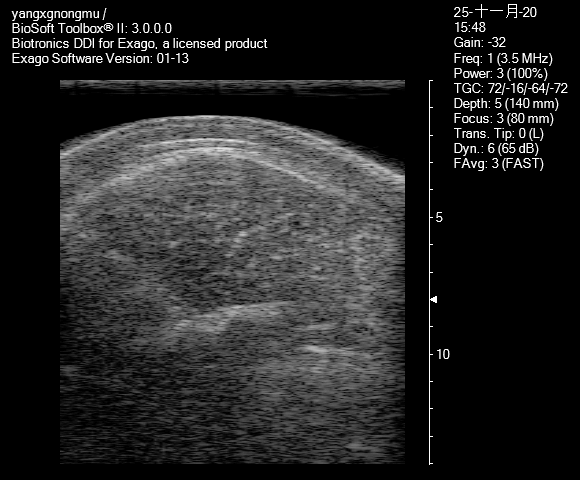 yangxgnongmu /
BioSoft Toolbox® II: 3.0.0.0
Biotronics DDI for Exago, a licensed product
Exago Software Version: 01-13
25-十一月-20
15:48
Gain: -32
Freq: 1 (3.5 MHz)
Power: 3 (100%)
TGC: 72/-16/-64/-72
Depth: 5 (140 mm)
Focus: 3 (80 mm)
Trans. Tip: 0 (L)
Dyn.: 6 (65 dB)
FAvg: 3 (FAST)
5
10